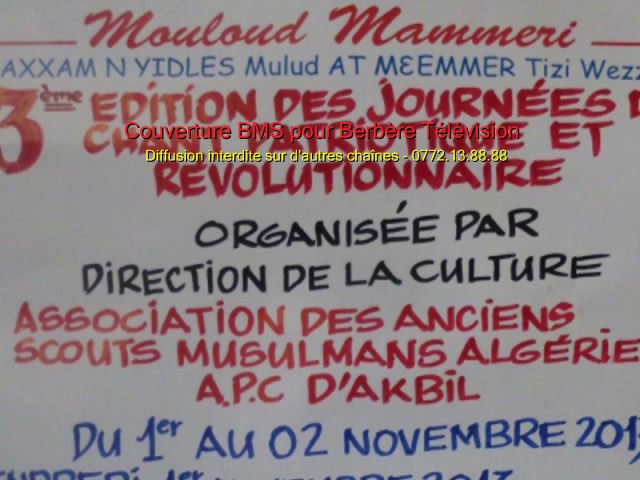 Mouloud Mammeri
AXXAM N YIDLES Mulud AT MƐEMMER Tizi Wezz
3ème EDITION DES JOURNÉES D
Couverture BMS pour Berbère Télévision
ET
Diffusion interdite sur d'autres chaînes - 0772.13.88.88
REVOLUTIONNAIRE
ORGANISÉE PAR
DIRECTION DE LA CULTURE
ASSOCIATION DES ANCIENS
SCOUTS MUSULMANS ALGÉRIE
A.P.C D'AKBIL
DU 1er AU 02 NOVEMBRE 2013